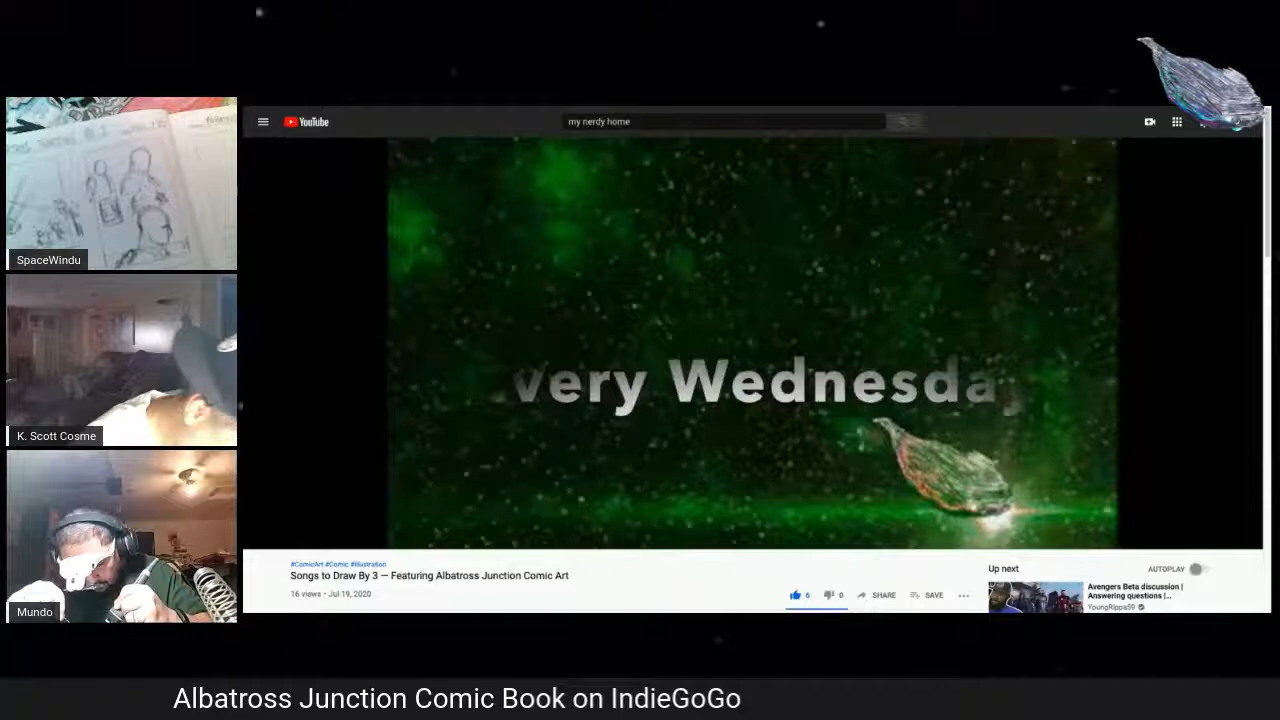 YouTube
my nerdy home
SpaceWindu
K. Scott Cosme
Mundo
very Wednesda
#ComicArt #Comic #Illustration
Songs to Draw By 3 — Featuring Albatross Junction Comic Art
16 views • Jul 19, 2020
6
0
SHARE
SAVE
Up next
AUTOPLAY
Avengers Beta discussion |
Answering questions |...
YoungRippa59
Albatross Junction Comic Book on IndieGoGo